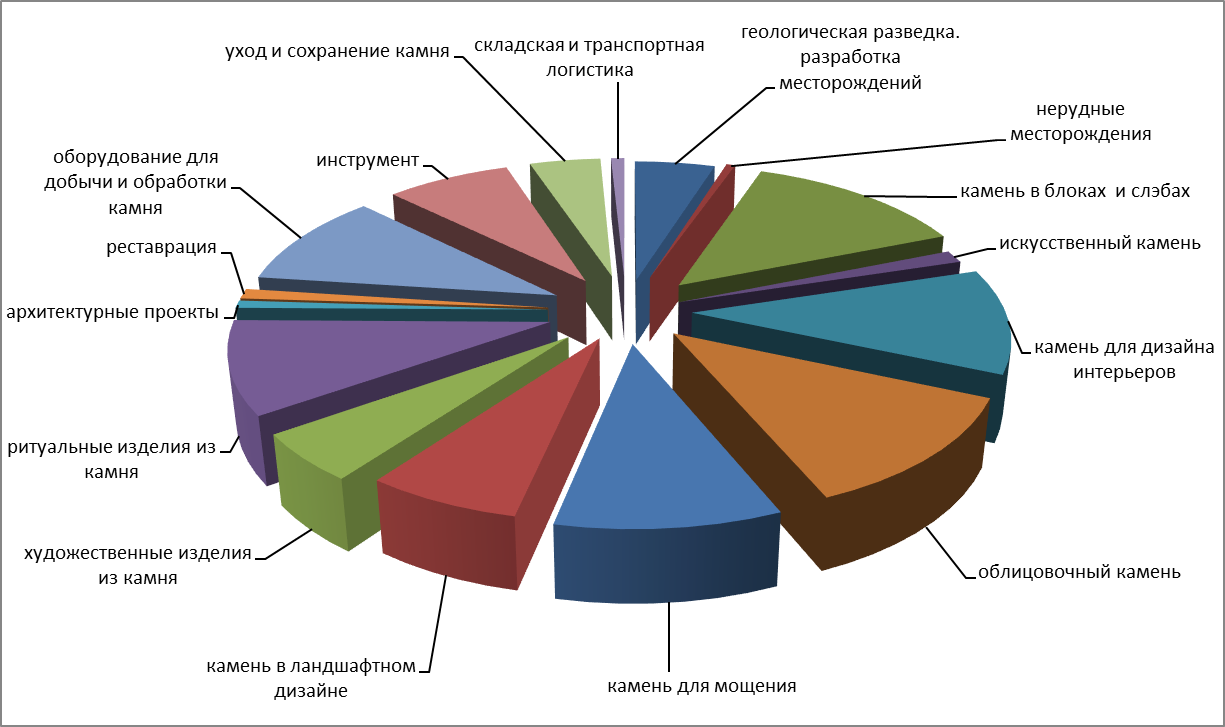 геологическая разведка.
разработка
месторождений
нерудные
месторождения
камень в блоках и слэбах
искусственный камень
камень для дизайна
интерьеров
облицовочный камень
камень для мощения
камень в ландшафтном
дизайне
художественные изделия
из камня
ритуальные изделия из
камня
архитектурные проекты
реставрация
оборудование для
добычи и обработки
камня
инструмент
уход и сохранение камня
складская и транспортная
логистика